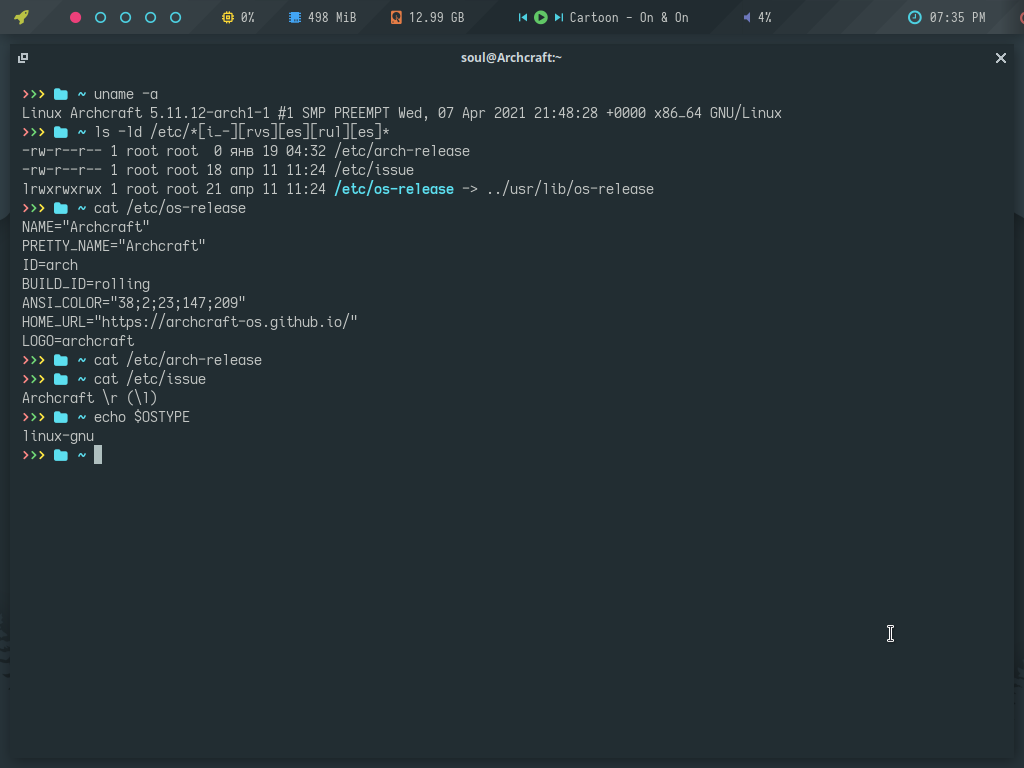 0% 498 MiB 12.99 GB Cartoon - On & On 4% 07:35 PM
soul@Archcraft:~
~ uname -a
Linux Archcraft 5.11.12-arch1-1 #1 SMP PREEMPT Wed, 07 Apr 2021 21:48:28 +0000 x86_64 GNU/Linux
~ ls -ld /etc/*[i_-][rvs][es][rul][es]*
-rw-r--r-- 1 root root  0 янв 19 04:32 /etc/arch-release
-rw-r--r-- 1 root root 18 апр 11 11:24 /etc/issue
lrwxrwxrwx 1 root root 21 апр 11 11:24 /etc/os-release -> ../usr/lib/os-release
~ cat /etc/os-release
NAME="Archcraft"
PRETTY_NAME="Archcraft"
ID=arch
BUILD_ID=rolling
ANSI_COLOR="38;2;23;147;209"
HOME_URL="https://archcraft-os.github.io/"
LOGO=archcraft
~ cat /etc/arch-release
~ cat /etc/issue
Archcraft \r (\l)
~ echo $OSTYPE
linux-gnu
~